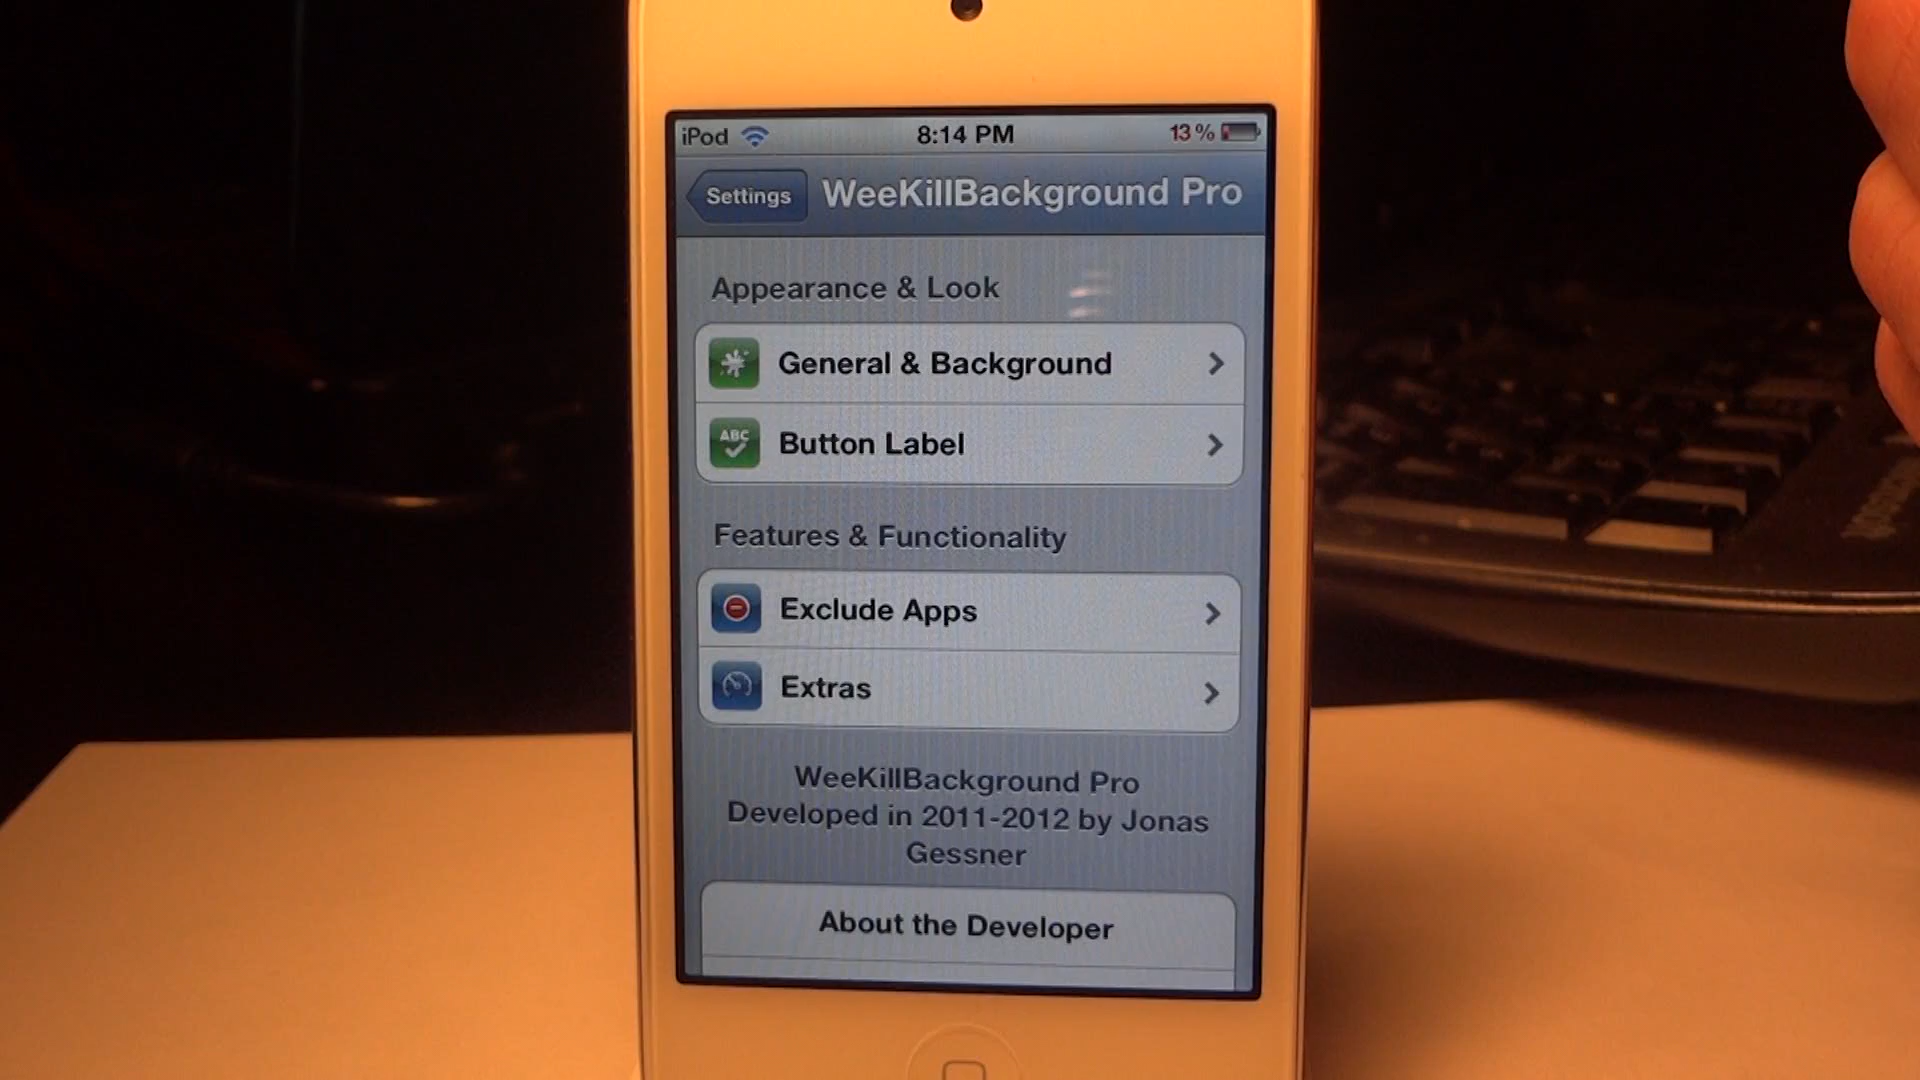 iPod 8:14 PM 13%
Settings WeeKillBackground Pro
Appearance & Look
General & Background
ABC
Button Label
Features & Functionality
Exclude Apps
Extras
WeeKillBackground Pro
Developed in 2011-2012 by Jonas
Gessner
About the Developer